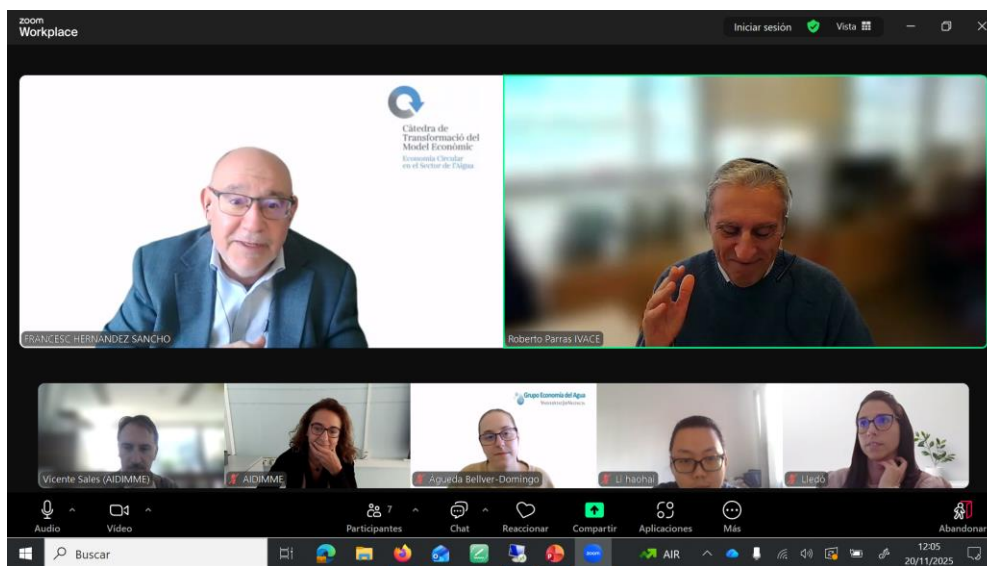 zoom
Workplace
Iniciar sesión
Vista
Càtedra de
Transformació del
Model Econòmic
Economia Circular
en el Sector de l'Aigua
FRANCESC HERNANDEZ SANCHO
Roberto Parras IVACE
Grupo Economía del Agua
Vicente Sales (AIDIMME)
AIDIMME
Águeda Bellver-Domingo
Li haohai
Lledó
Audio
Vídeo
7
Participantes
Chat
Reaccionar
Compartir
Aplicaciones
Más
Abandonar
Buscar
zoom
AIR
12:05
20/11/2025